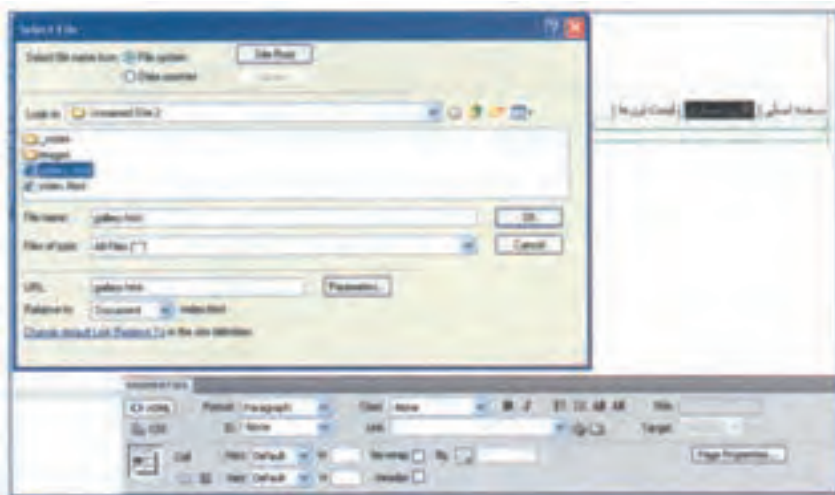 Select File
Select file name from: File system
Site Root
Data sources
Look in: Unnamed Site 2
images
index.html
File name: gallery.html
OK
Files of type: All Files (*.*)
Cancel
URL: gallery.html
Parameters...
Relative to: Document index.html
Change default Link Relative To in the site definition.
صفحه اصلی |
PROPERTIES
<> HTML Format Paragraph Class None B I Title
CSS ID None Link Target
Cell Horz Default W No wrap Bg Page Properties...
Vert Default H Header